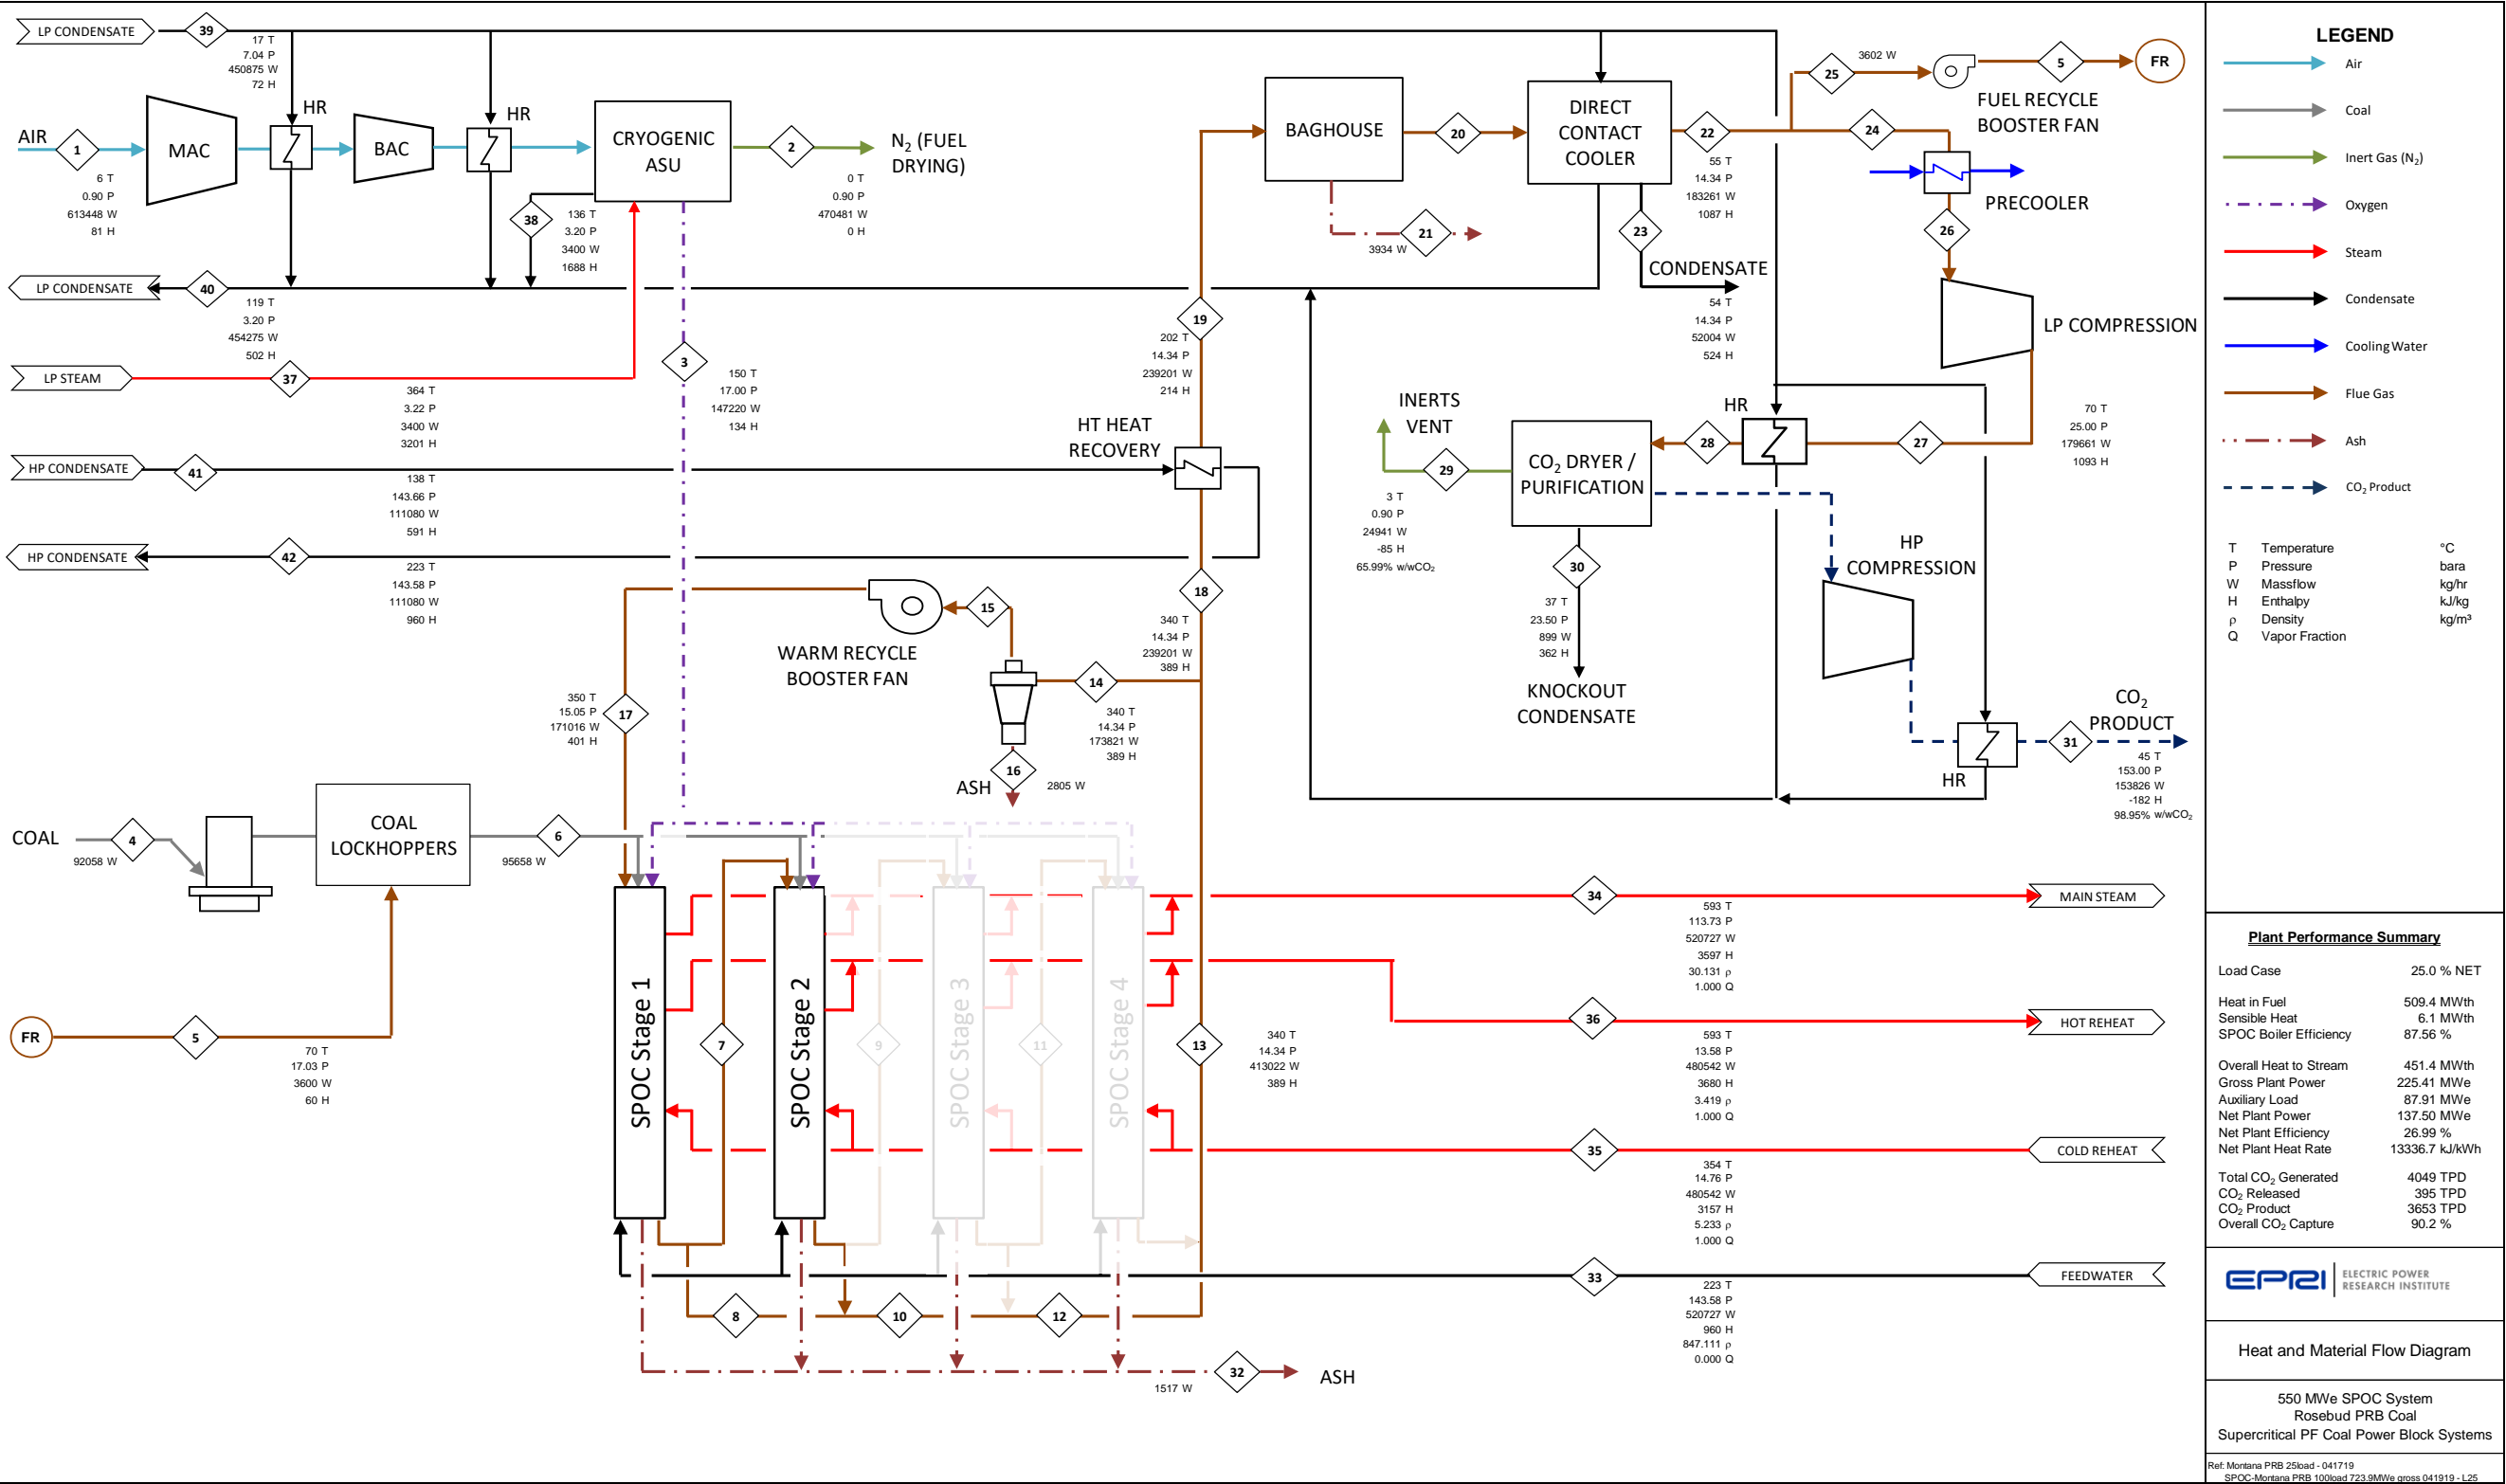 LP CONDENSATE
39
17 T
7.04 P
450875 W
72 H
HR
HR
AIR
1
6 T
0.90 P
613448 W
81 H
MAC
BAC
CRYOGENIC
ASU
2
0 T
0.90 P
470481 W
0 H
N2 (FUEL
DRYING)
38
136 T
3.20 P
3400 W
1688 H
LP CONDENSATE
40
119 T
3.20 P
454275 W
502 H
LP STEAM
37
364 T
3.22 P
3400 W
3201 H
3
150 T
17.00 P
147220 W
134 H
HP CONDENSATE
41
138 T
143.66 P
111080 W
591 H
HP CONDENSATE
42
223 T
143.58 P
111080 W
960 H
HT HEAT
RECOVERY
19
202 T
14.34 P
239201 W
214 H
18
340 T
14.34 P
239201 W
389 H
BAGHOUSE
20
21
3934 W
DIRECT
CONTACT
COOLER
22
55 T
14.34 P
183261 W
1087 H
23
CONDENSATE
54 T
14.34 P
52004 W
524 H
25
3602 W
5
FR
FUEL RECYCLE
BOOSTER FAN
24
PRECOOLER
26
LP COMPRESSION
27
70 T
25.00 P
179661 W
1093 H
HR
28
CO2 DRYER /
PURIFICATION
INERTS
VENT
29
3 T
0.90 P
24941 W
-85 H
65.99% w/wCO2
30
37 T
23.50 P
899 W
362 H
KNOCKOUT
CONDENSATE
HP
COMPRESSION
HR
CO2
PRODUCT
31
45 T
153.00 P
153826 W
-182 H
98.95% w/wCO2
15
WARM RECYCLE
BOOSTER FAN
14
340 T
14.34 P
173821 W
389 H
16
ASH
2805 W
17
350 T
15.05 P
171016 W
401 H
COAL
4
92058 W
COAL
LOCKHOPPERS
6
95658 W
FR
5
70 T
17.03 P
3600 W
60 H
SPOC Stage 1
7
SPOC Stage 2
9
SPOC Stage 3
11
SPOC Stage 4
13
340 T
14.34 P
413022 W
389 H
8
10
12
32
1517 W
ASH
34
MAIN STEAM
593 T
113.73 P
520727 W
3597 H
30.131 ρ
1.000 Q
36
HOT REHEAT
593 T
13.58 P
480542 W
3680 H
3.419 ρ
1.000 Q
35
COLD REHEAT
354 T
14.76 P
480542 W
3157 H
5.233 ρ
1.000 Q
33
FEEDWATER
223 T
143.58 P
520727 W
960 H
847.111 ρ
0.000 Q
LEGEND
Air
Coal
Inert Gas (N2)
Oxygen
Steam
Condensate
Cooling Water
Flue Gas
Ash
CO2 Product
T Temperature °C
P Pressure bara
W Massflow kg/hr
H Enthalpy kJ/kg
ρ Density kg/m³
Q Vapor Fraction
Plant Performance Summary
Load Case 25.0 % NET
Heat in Fuel 509.4 MWth
Sensible Heat 6.1 MWth
SPOC Boiler Efficiency 87.56 %
Overall Heat to Stream 451.4 MWth
Gross Plant Power 225.41 MWe
Auxiliary Load 87.91 MWe
Net Plant Power 137.50 MWe
Net Plant Efficiency 26.99 %
Net Plant Heat Rate 13336.7 kJ/kWh
Total CO2 Generated 4049 TPD
CO2 Released 395 TPD
CO2 Product 3653 TPD
Overall CO2 Capture 90.2 %
EPRI ELECTRIC POWER
RESEARCH INSTITUTE
Heat and Material Flow Diagram
550 MWe SPOC System
Rosebud PRB Coal
Supercritical PF Coal Power Block Systems
Ref: Montana PRB 25load - 041719
SPOC-Montana PRB 100load 723.9MWe gross 041919 - L25